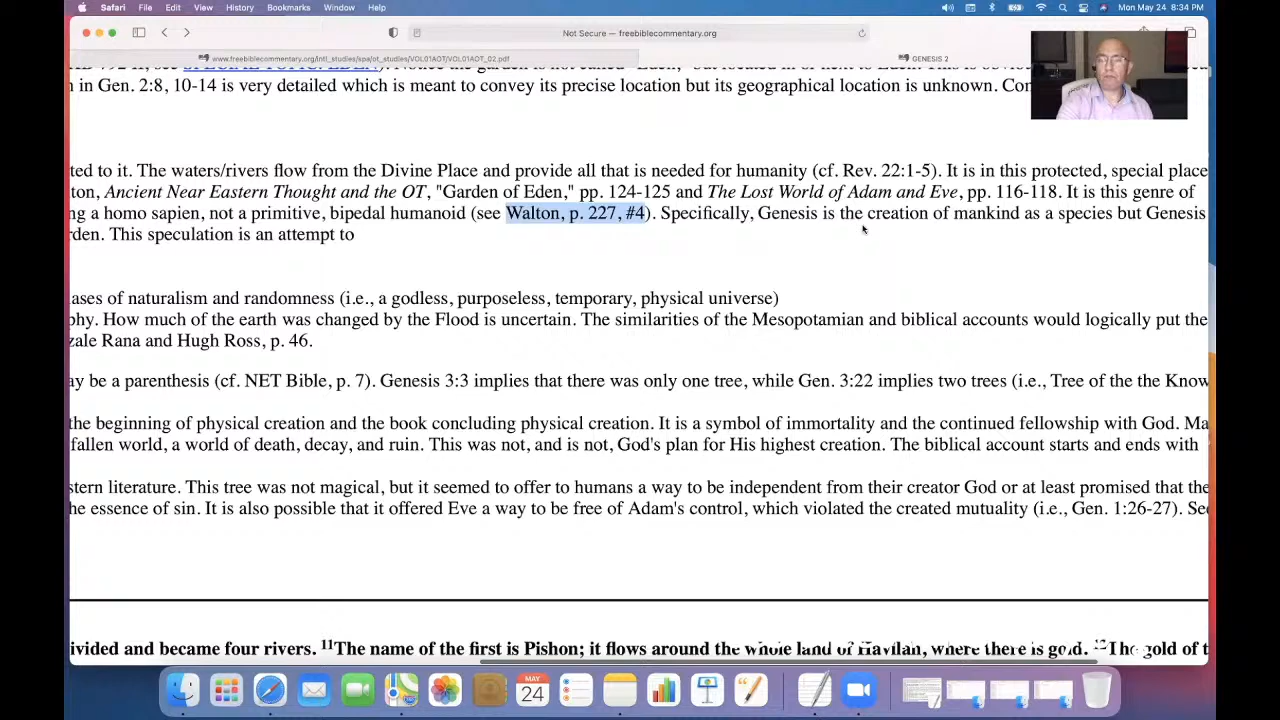 Safari File Edit View History Bookmarks Window Help Mon May 24 8:34 PM
Not Secure — freebiblecommentary.org
www.freebiblecommentary.org/intl_studies/spa/ot_studies/VOL01AOT/VOL01AOT_02.pdf GENESIS 2
n in Gen. 2:8, 10-14 is very detailed which is meant to convey its precise location but its geographical location is unknown. Con
ted to it. The waters/rivers flow from the Divine Place and provide all that is needed for humanity (cf. Rev. 22:1-5). It is in this protected, special place
ton, Ancient Near Eastern Thought and the OT, "Garden of Eden," pp. 124-125 and The Lost World of Adam and Eve, pp. 116-118. It is this genre of
ng a homo sapien, not a primitive, bipedal humanoid (see Walton, p. 227, #4). Specifically, Genesis is the creation of mankind as a species but Genesis
rden. This speculation is an attempt to
ases of naturalism and randomness (i.e., a godless, purposeless, temporary, physical universe)
phy. How much of the earth was changed by the Flood is uncertain. The similarities of the Mesopotamian and biblical accounts would logically put the
zale Rana and Hugh Ross, p. 46.
ay be a parenthesis (cf. NET Bible, p. 7). Genesis 3:3 implies that there was only one tree, while Gen. 3:22 implies two trees (i.e., Tree of the the Know
the beginning of physical creation and the book concluding physical creation. It is a symbol of immortality and the continued fellowship with God. Ma
fallen world, a world of death, decay, and ruin. This was not, and is not, God's plan for His highest creation. The biblical account starts and ends with
stern literature. This tree was not magical, but it seemed to offer to humans a way to be independent from their creator God or at least promised that the
he essence of sin. It is also possible that it offered Eve a way to be free of Adam's control, which violated the created mutuality (i.e., Gen. 1:26-27). See
ivided and became four rivers. 11The name of the first is Pishon; it flows around the whole land of Havilah, where there is gold. 12The gold of t
MAY
24